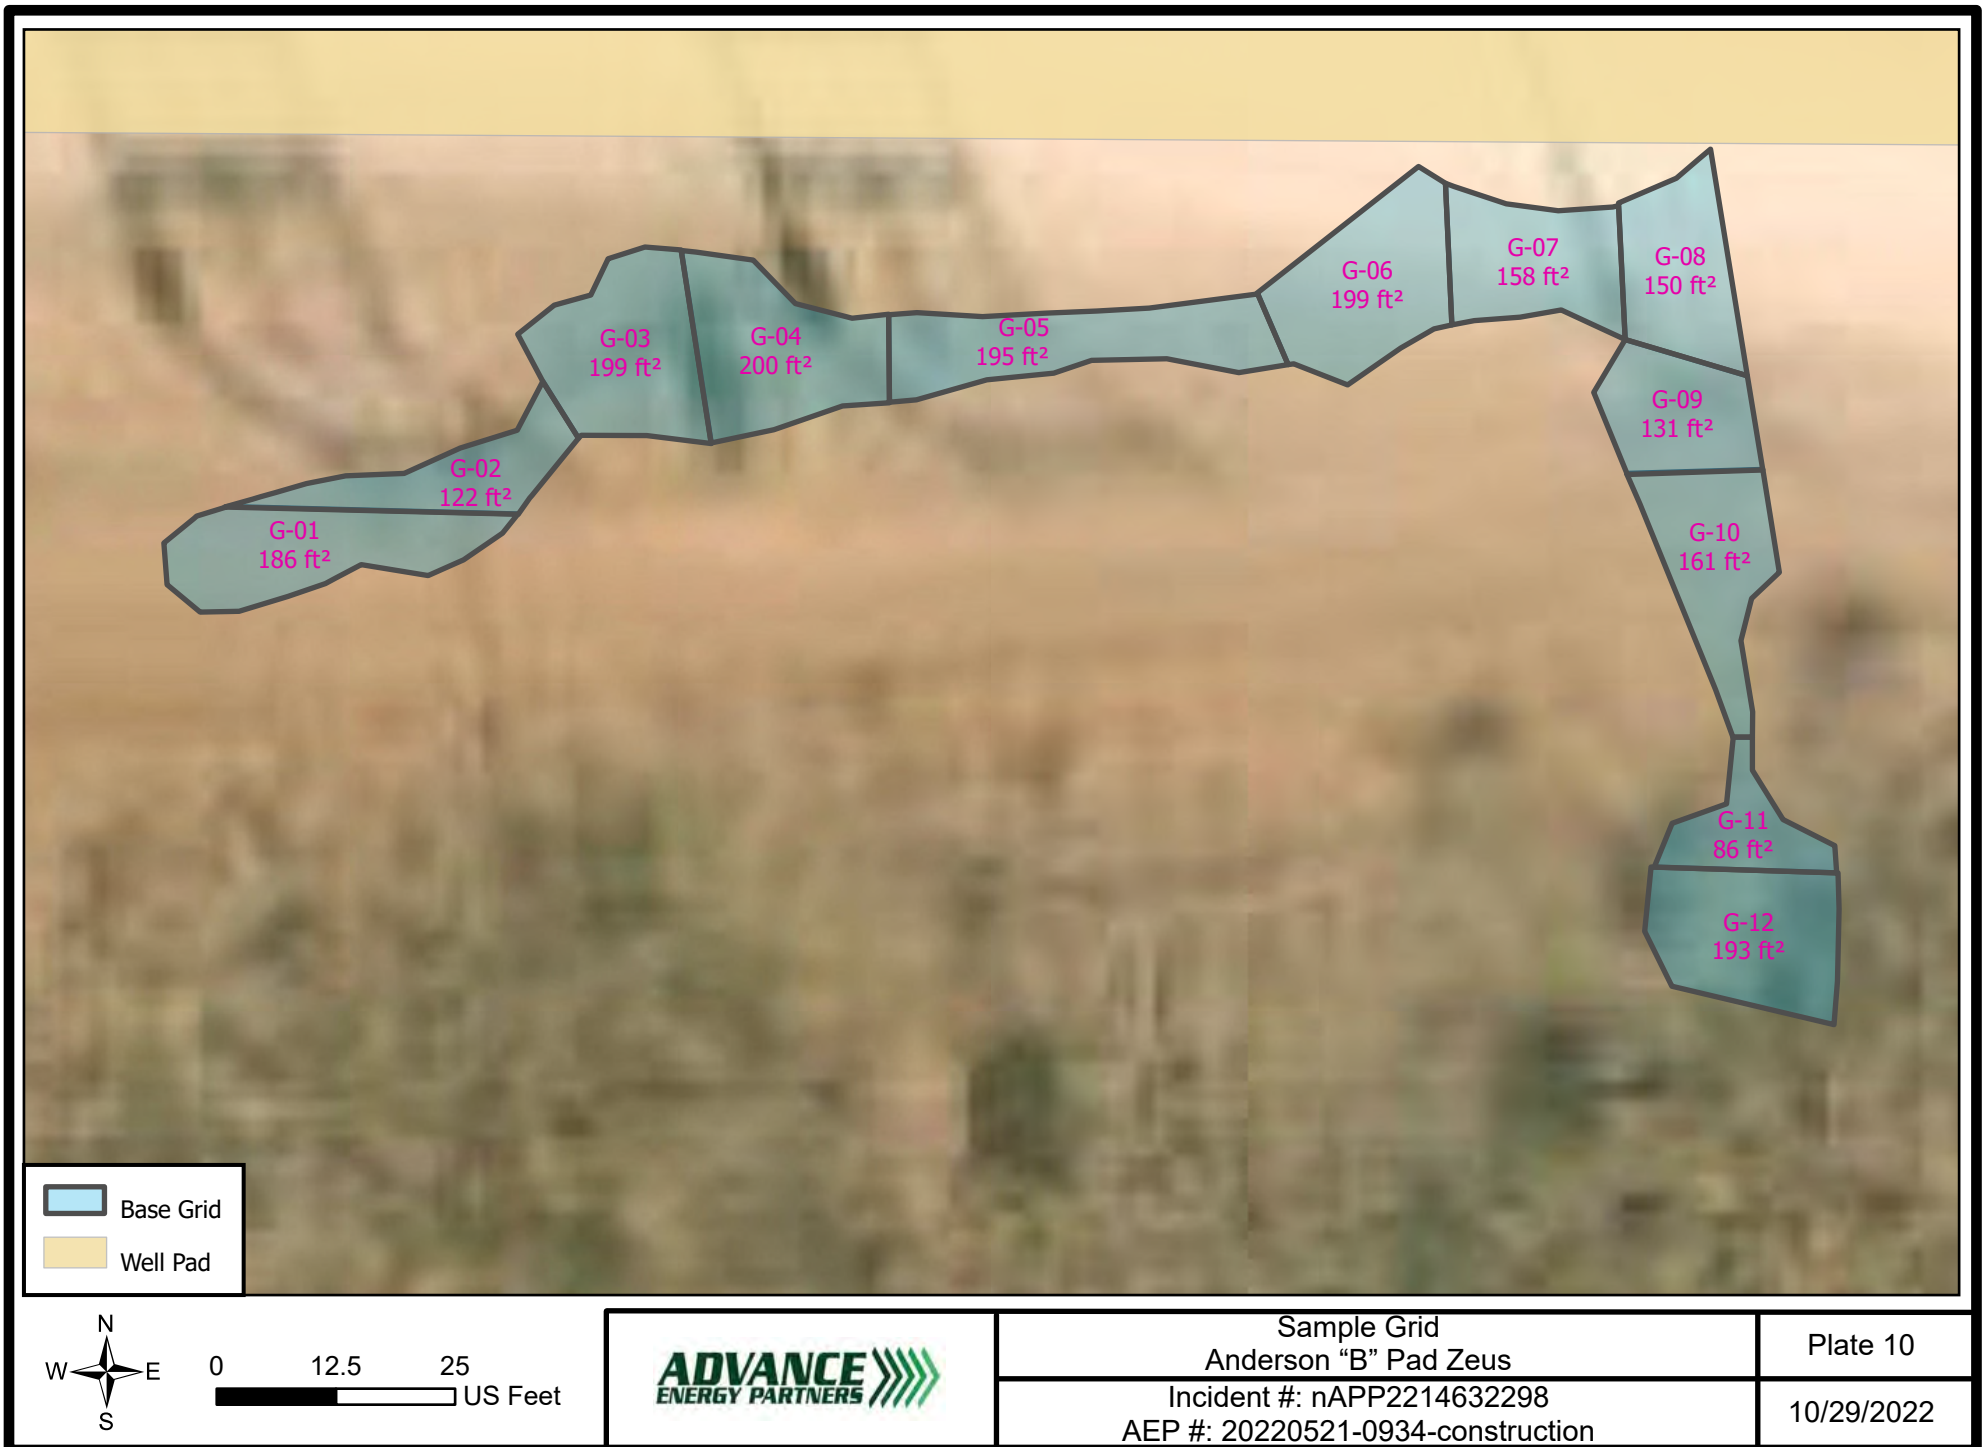 G-01
186 ft²
G-02
122 ft²
G-03
199 ft²
G-04
200 ft²
G-05
195 ft²
G-06
199 ft²
G-07
158 ft²
G-08
150 ft²
G-09
131 ft²
G-10
161 ft²
G-11
86 ft²
G-12
193 ft²
Base Grid
Well Pad
N
W E
S
0 12.5 25
US Feet
ADVANCE
ENERGY PARTNERS
Sample Grid
Anderson “B” Pad Zeus
Incident #: nAPP2214632298
AEP #: 20220521-0934-construction
Plate 10
10/29/2022